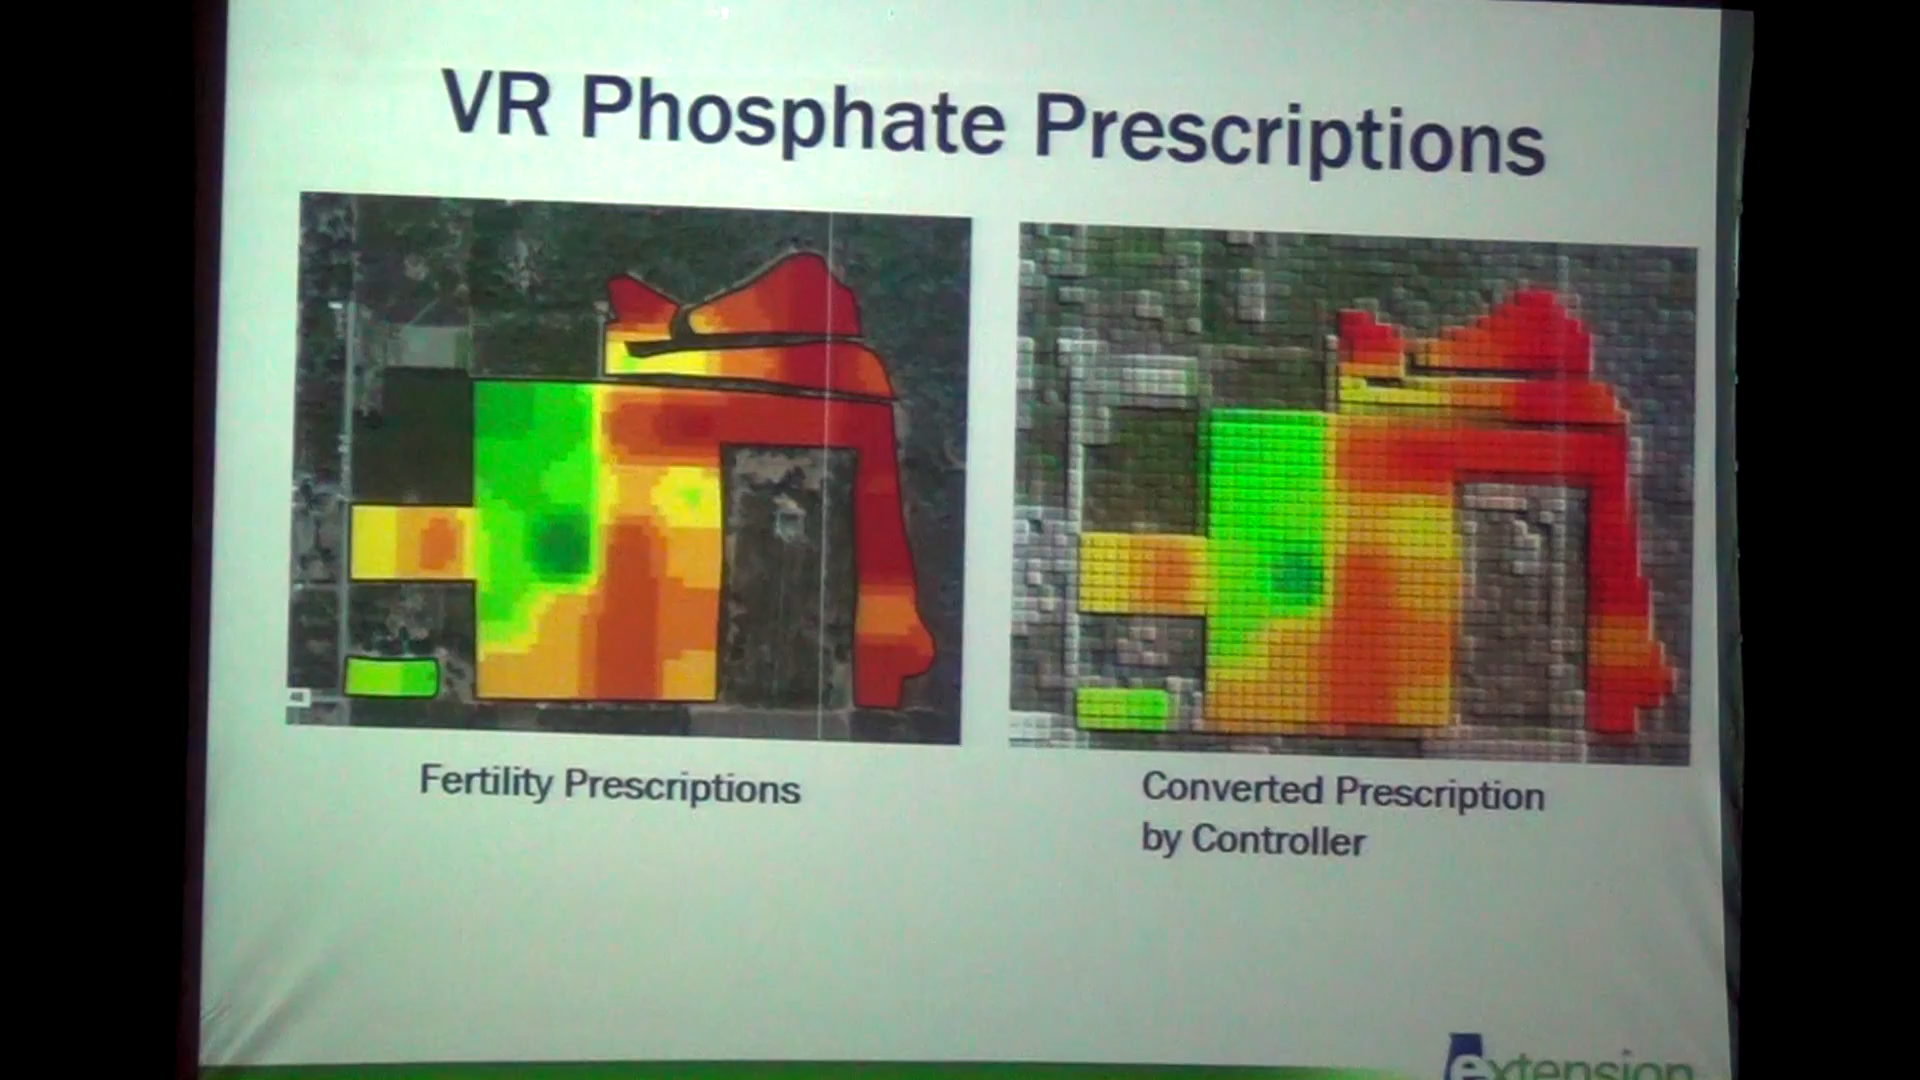 VR Phosphate Prescriptions
Fertility Prescriptions
Converted Prescription
by Controller
extension